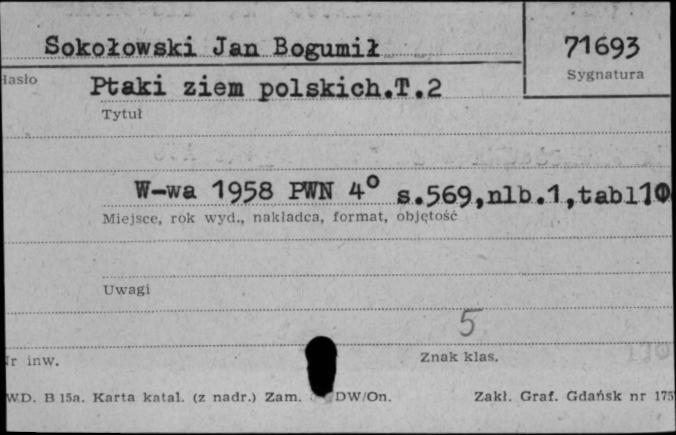 Sokołowski Jan Bogumił 71693
Hasło Sygnatura
Ptaki ziem polskich.T.2
Tytuł
W-wa 1958 PWN 4° s.569,nlb.1,tabl10
Miejsce, rok wyd., nakładca, format, objętość
Uwagi
5
Nr inw. Znak klas.
W.D. B 15a. Karta katal. (z nadr.) Zam. DW/On. Zakł. Graf. Gdańsk nr 175